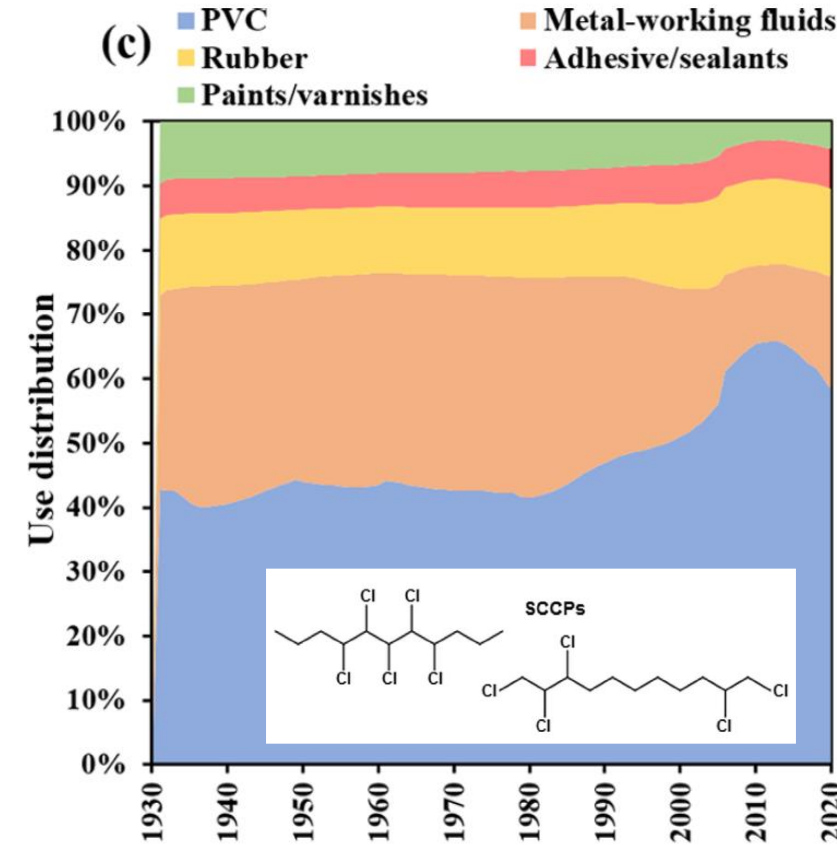 (c)
PVC
Metal-working fluids
Rubber
Adhesive/sealants
Paints/varnishes
Use distribution
100%
90%
80%
70%
60%
50%
40%
30%
20%
10%
0%
Cl Cl
SCCPs
Cl Cl Cl
Cl
Cl Cl
Cl Cl
1930
1940
1950
1960
1970
1980
1990
2000
2010
2020